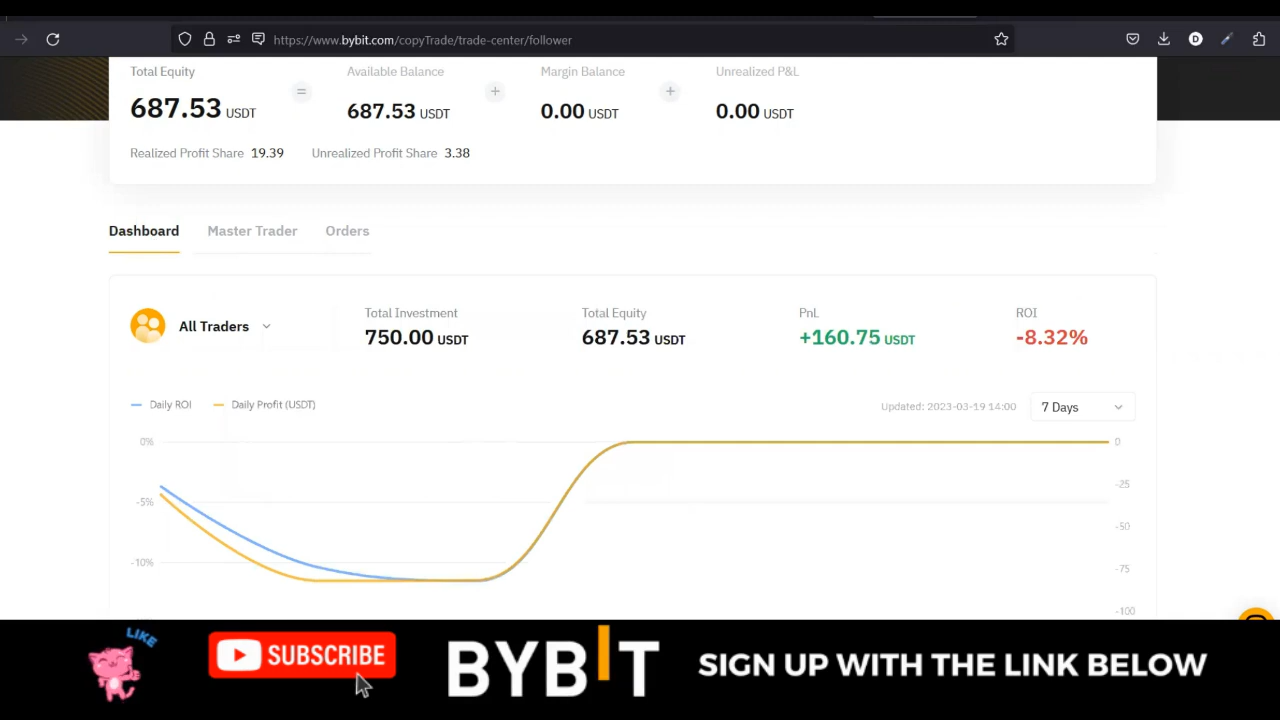 https://www.bybit.com/copyTrade/trade-center/follower
D
Total Equity Available Balance Margin Balance Unrealized P&L
687.53 USDT = 687.53 USDT + 0.00 USDT + 0.00 USDT
Realized Profit Share 19.39 Unrealized Profit Share 3.38
Dashboard Master Trader Orders
All Traders
Total Investment Total Equity PnL ROI
750.00 USDT 687.53 USDT +160.75 USDT -8.32%
Daily ROI Daily Profit (USDT) Updated: 2023-03-19 14:00 7 Days
0% 0
-25
-5%
-50
-10% -75
-100
LIKE
SUBSCRIBE
BYBIT
SIGN UP WITH THE LINK BELOW